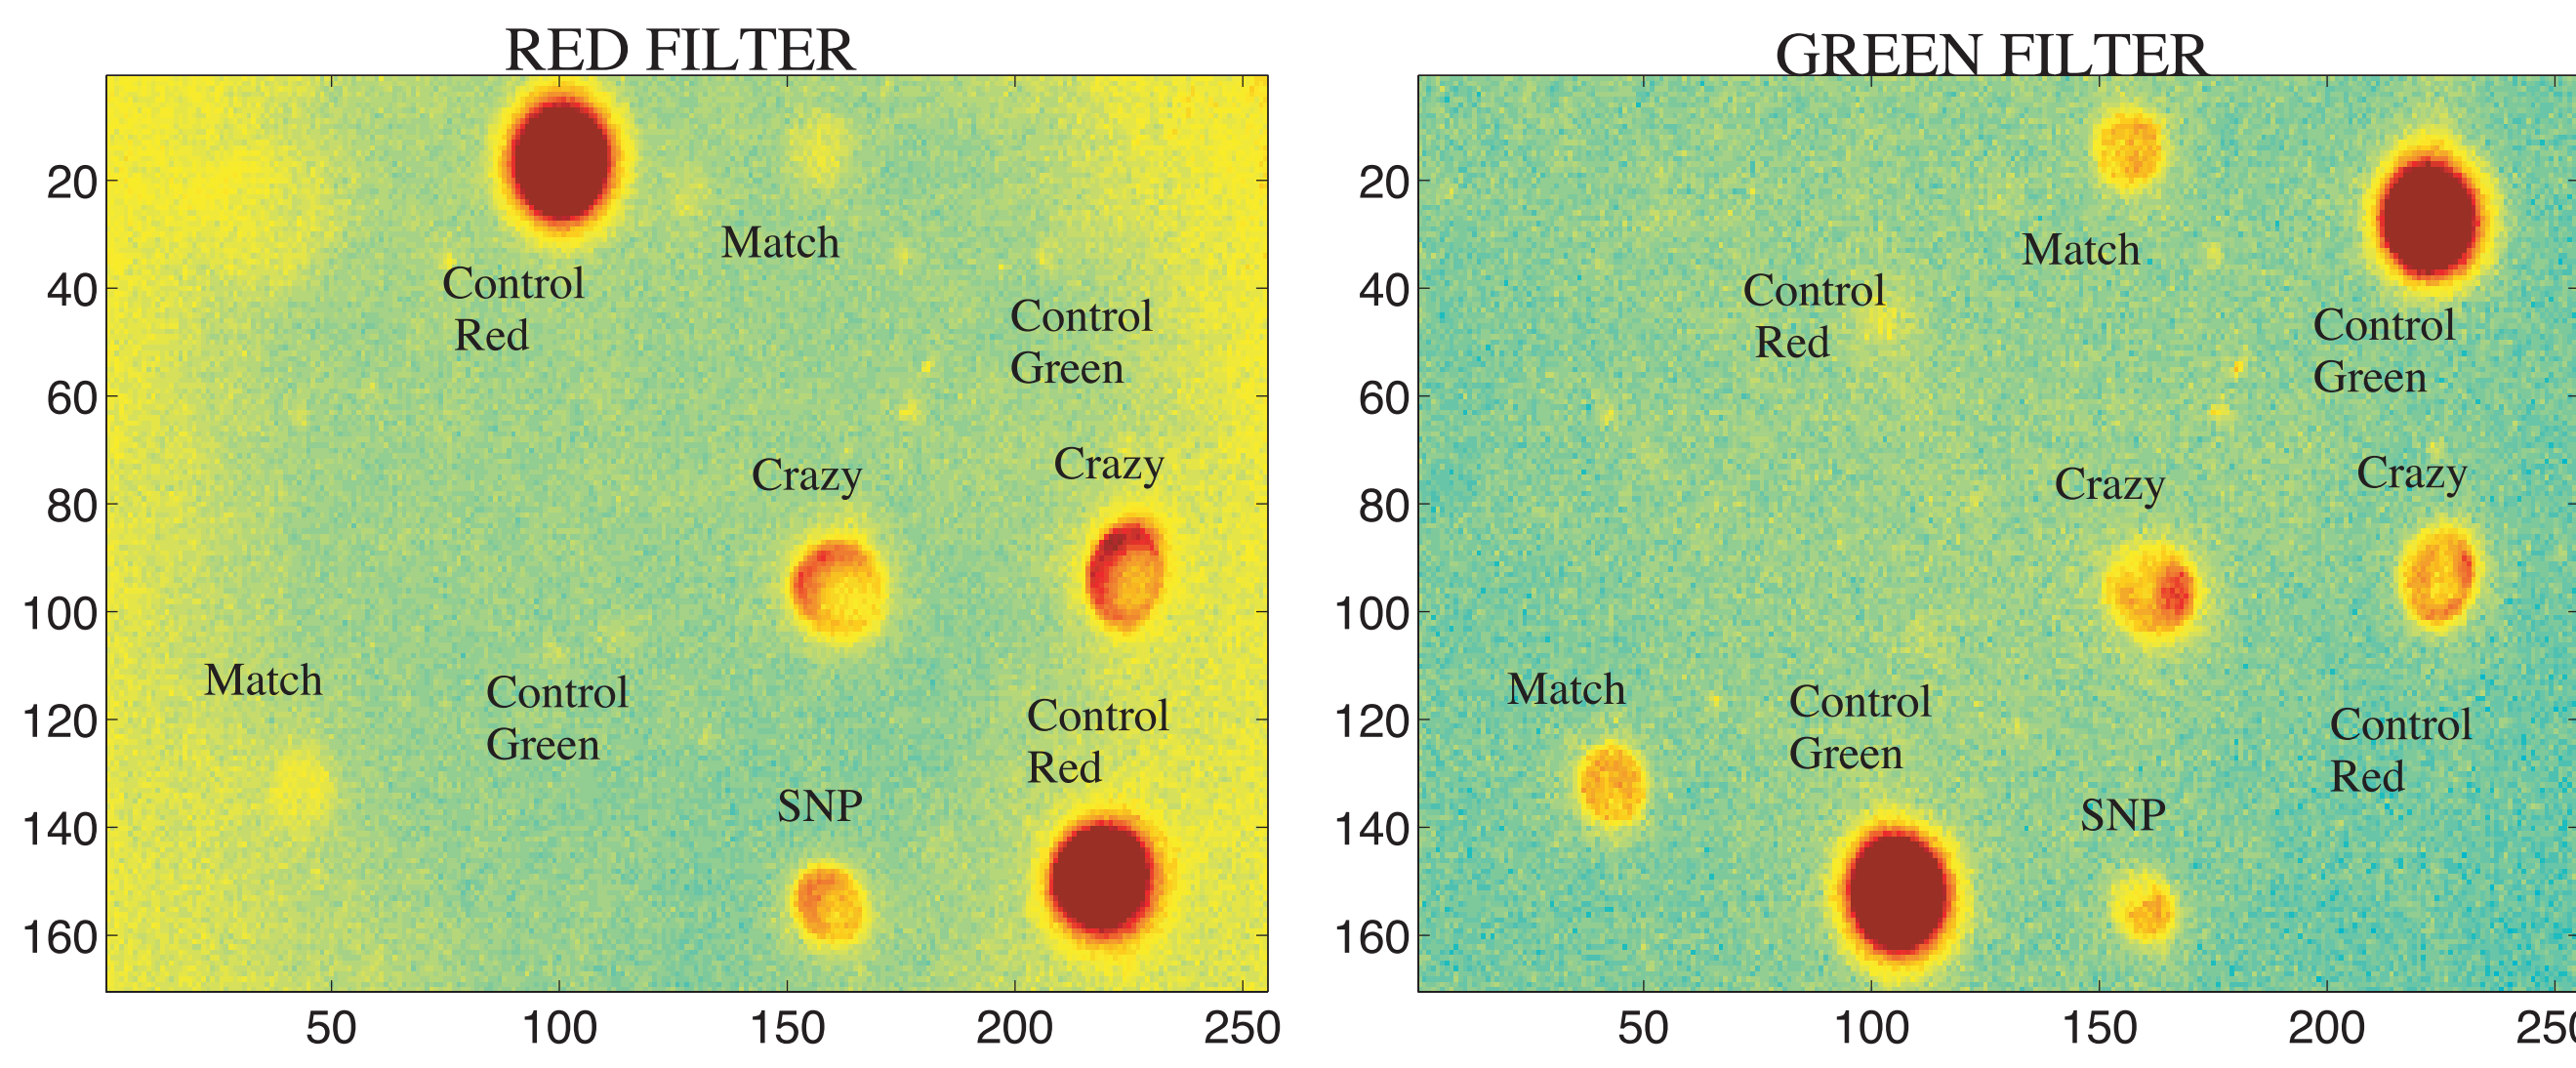 RED FILTER
20
40
60
80
100
120
140
160
50
100
150
200
250
Control
Red
Match
Control
Green
Crazy
Crazy
Match
Control
Green
Control
Red
SNP
GREEN FILTER
20
40
60
80
100
120
140
160
50
100
150
200
Match
Control
Red
Control
Green
Crazy
Crazy
Match
Control
Green
Control
Red
SNP